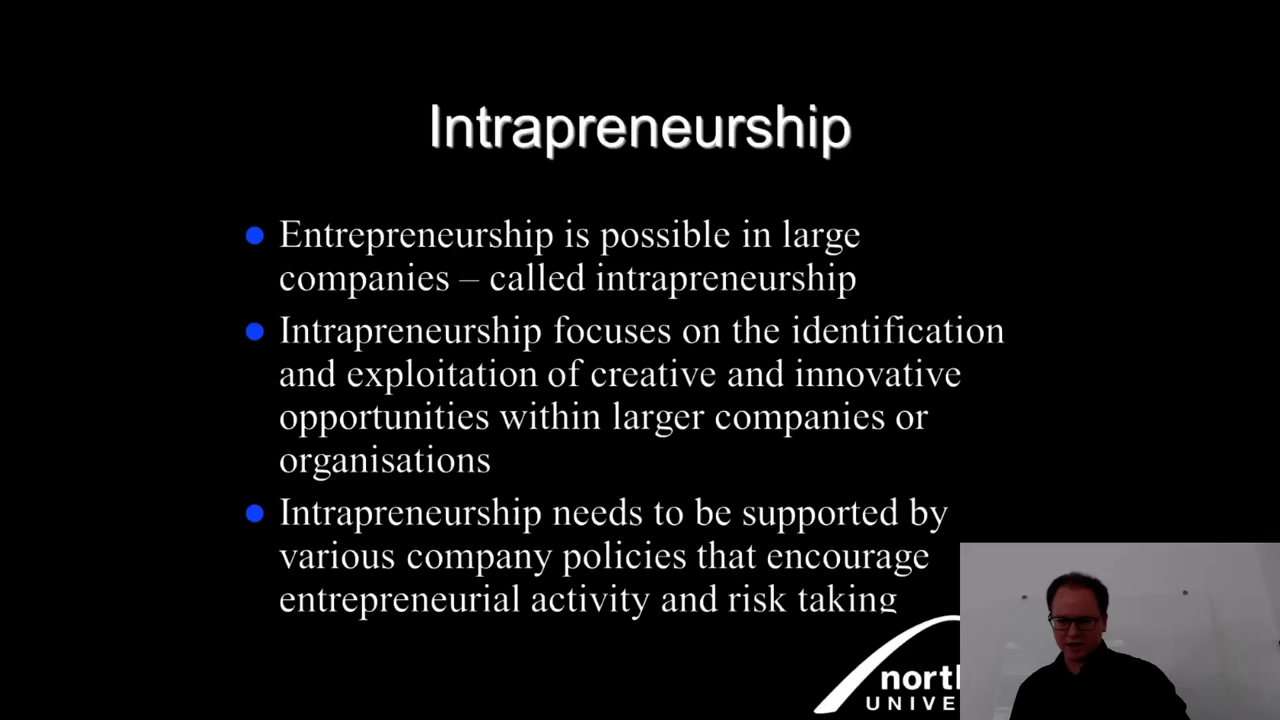 Intrapreneurship
Entrepreneurship is possible in large
companies – called intrapreneurship
Intrapreneurship focuses on the identification
and exploitation of creative and innovative
opportunities within larger companies or
organisations
Intrapreneurship needs to be supported by
various company policies that encourage
entrepreneurial activity and risk taking